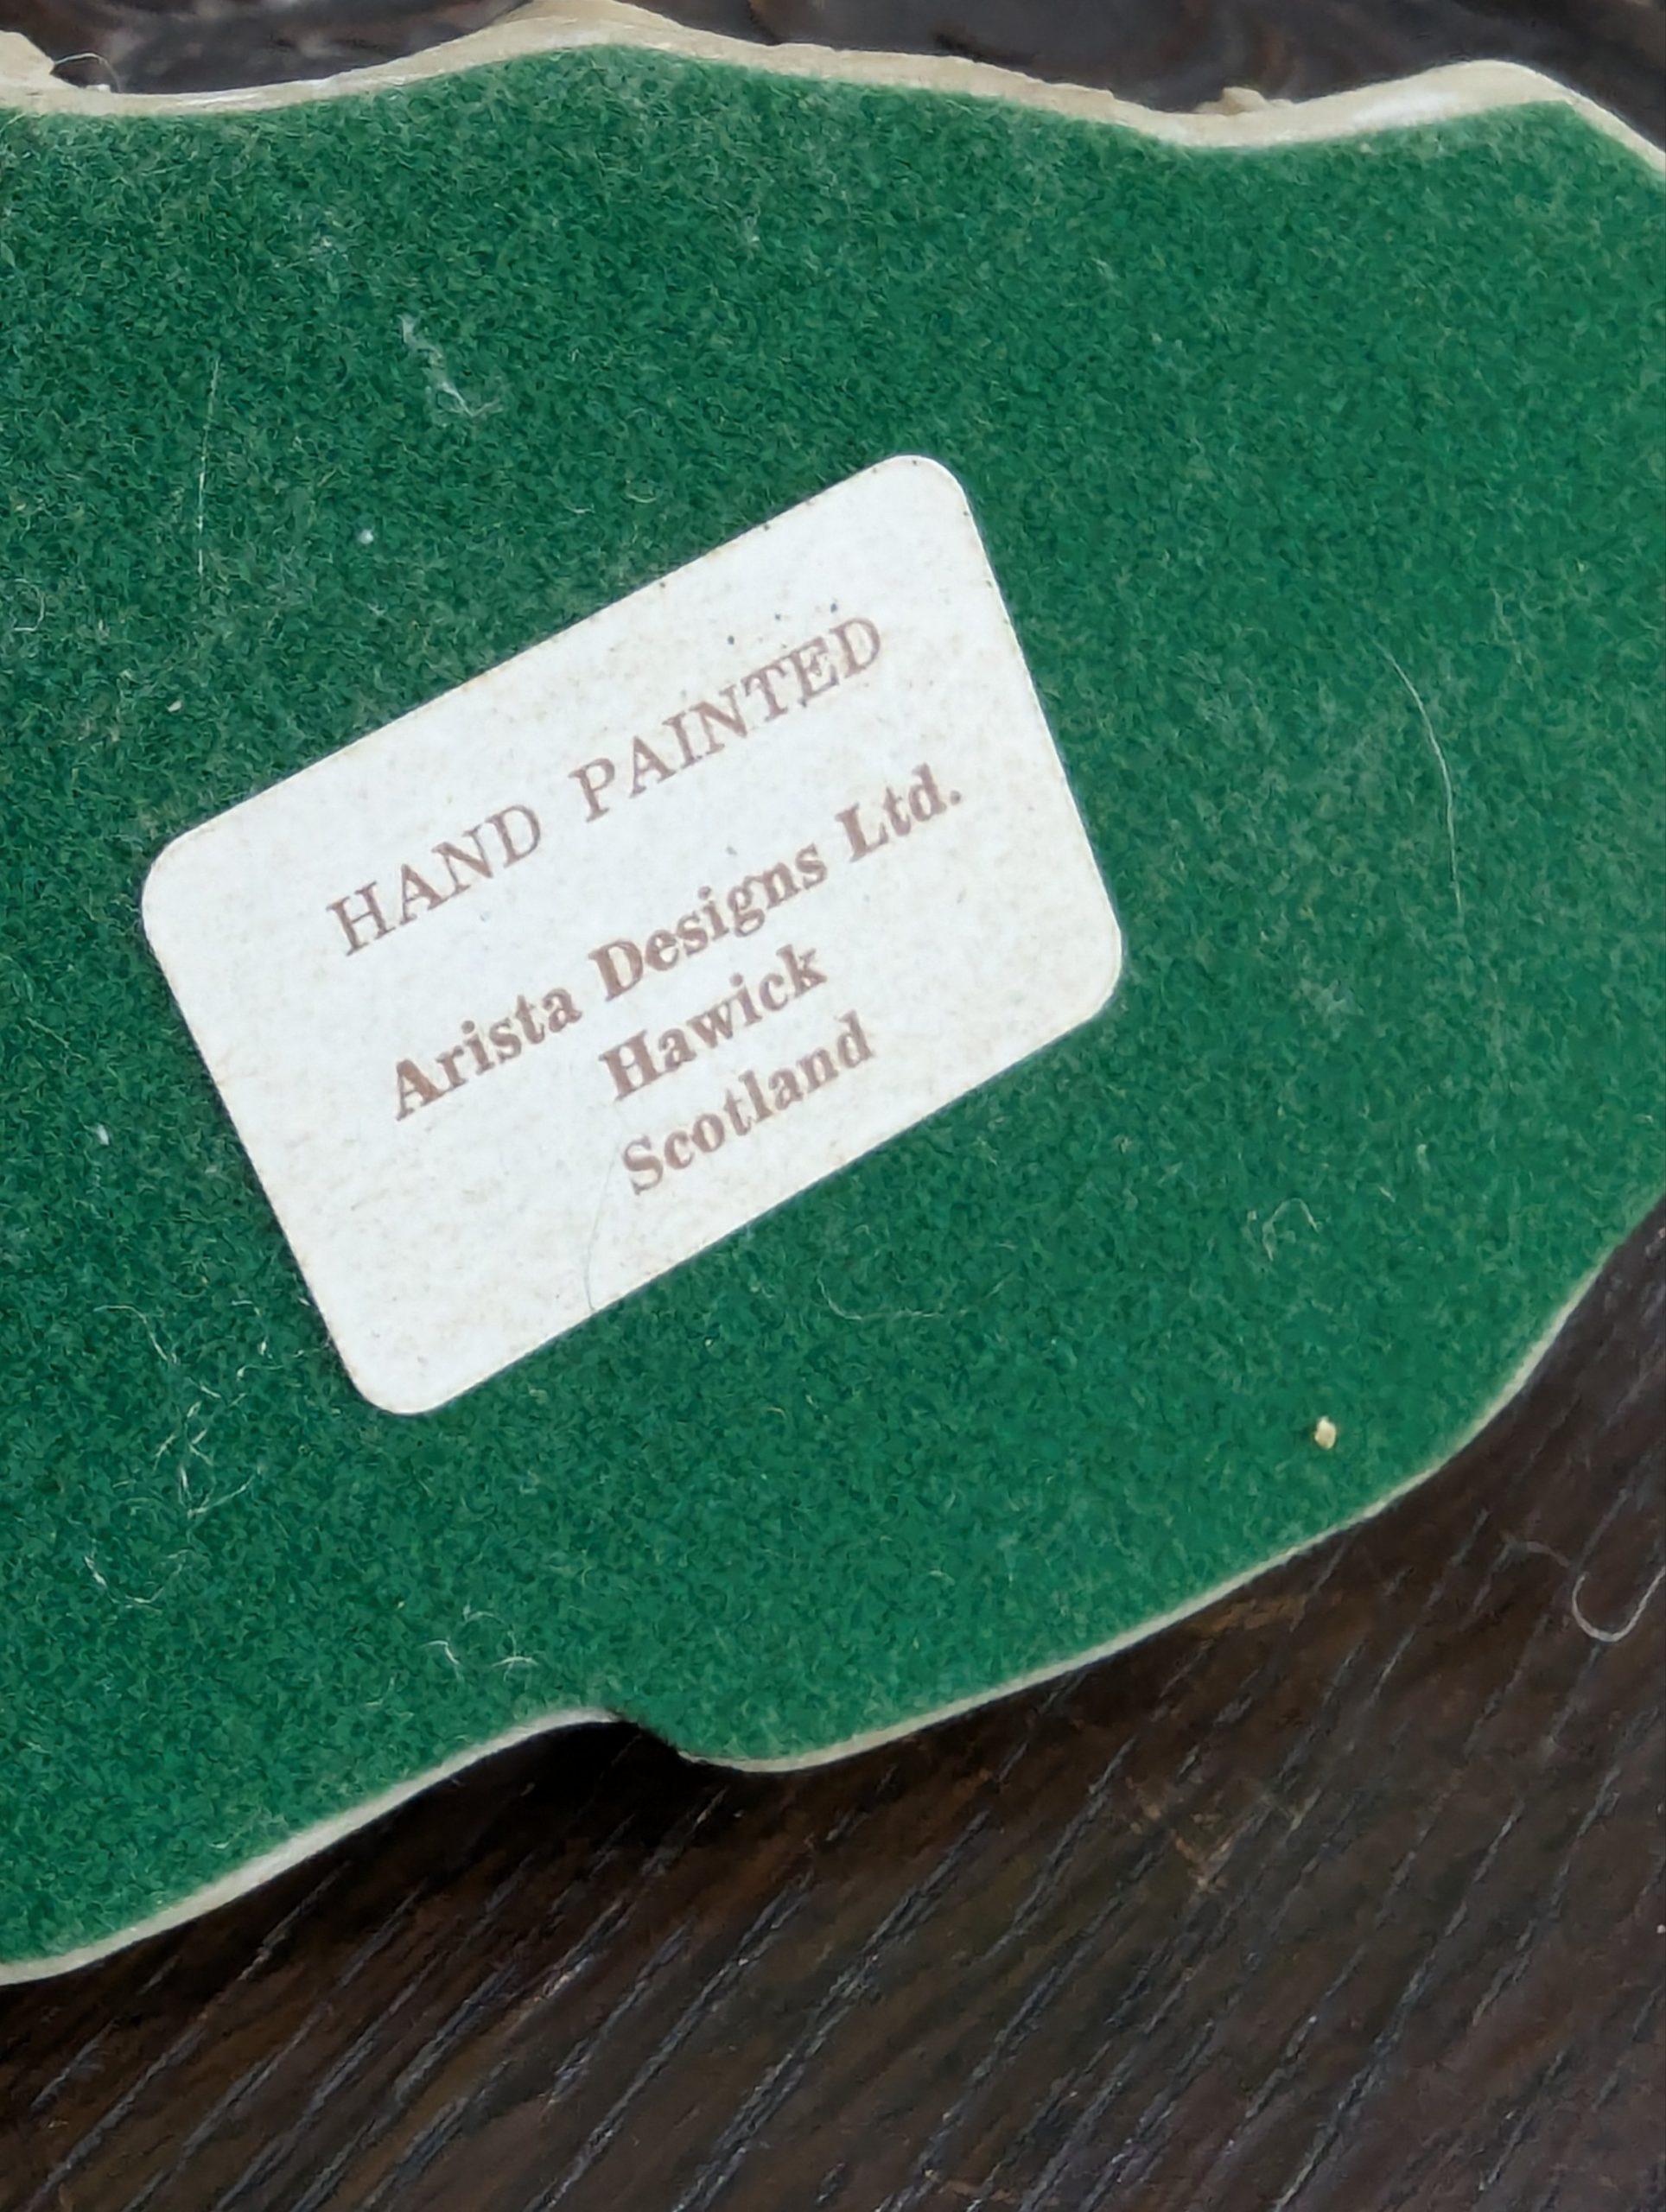 HAND PAINTED
Arista Designs Ltd.
Hawick
Scotland